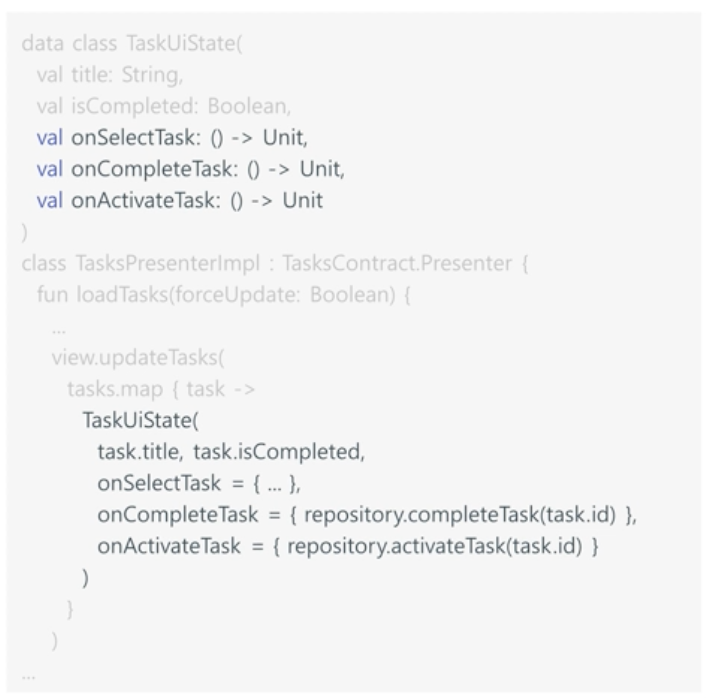 data class TaskUiState(
val title: String,
val isCompleted: Boolean,
val onSelectTask: () -> Unit,
val onCompleteTask: () -> Unit,
val onActivateTask: () -> Unit
)
class TasksPresenterImpl : TasksContract.Presenter {
fun loadTasks(forceUpdate: Boolean) {
...
view.updateTasks(
tasks.map { task ->
TaskUiState(
task.title, task.isCompleted,
onSelectTask = { ... },
onCompleteTask = { repository.completeTask(task.id) },
onActivateTask = { repository.activateTask(task.id) }
)
}
)
...